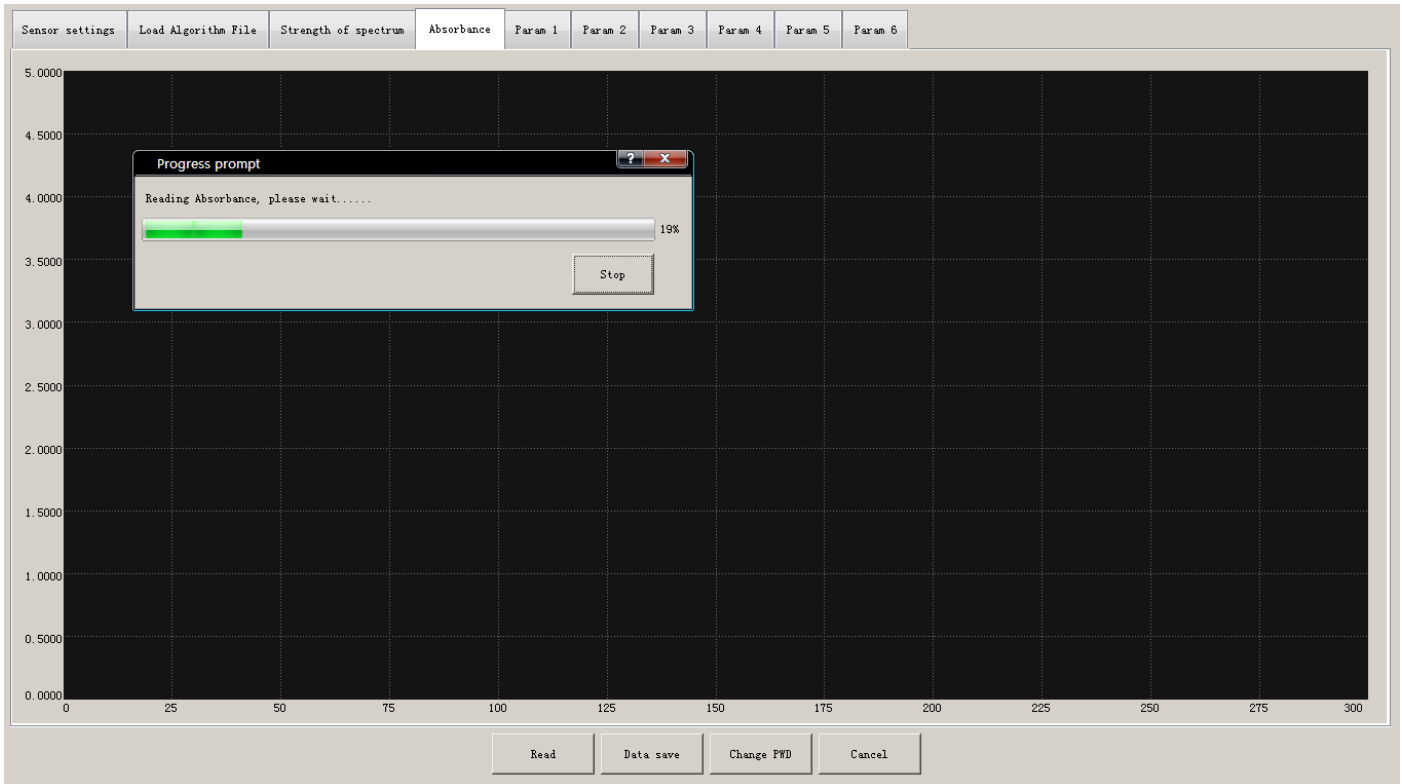 Sensor settings Load Algorithm File Strength of spectrum Absorbance Param 1 Param 2 Param 3 Param 4 Param 5 Param 6
5.0000
4.5000
Progress prompt ? X
4.0000 Reading Absorbance, please wait......
19%
3.5000
Stop
3.0000
2.5000
2.0000
1.5000
1.0000
0.5000
0.0000
0 25 50 75 100 125 150 175 200 225 250 275 300
Read Data save Change PWD Cancel